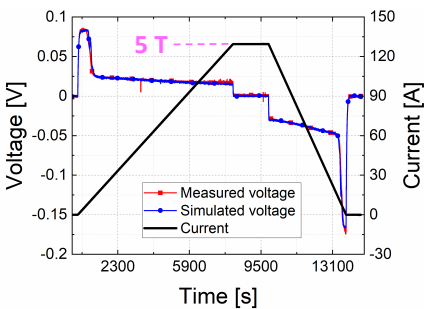 0.1
0.05
0
-0.05
-0.1
-0.15
-0.2
Voltage [V]
150
120
90
60
30
0
-30
Current [A]
5 T
Measured voltage
Simulated voltage
Current
2300 5900 9500 13100
Time [s]